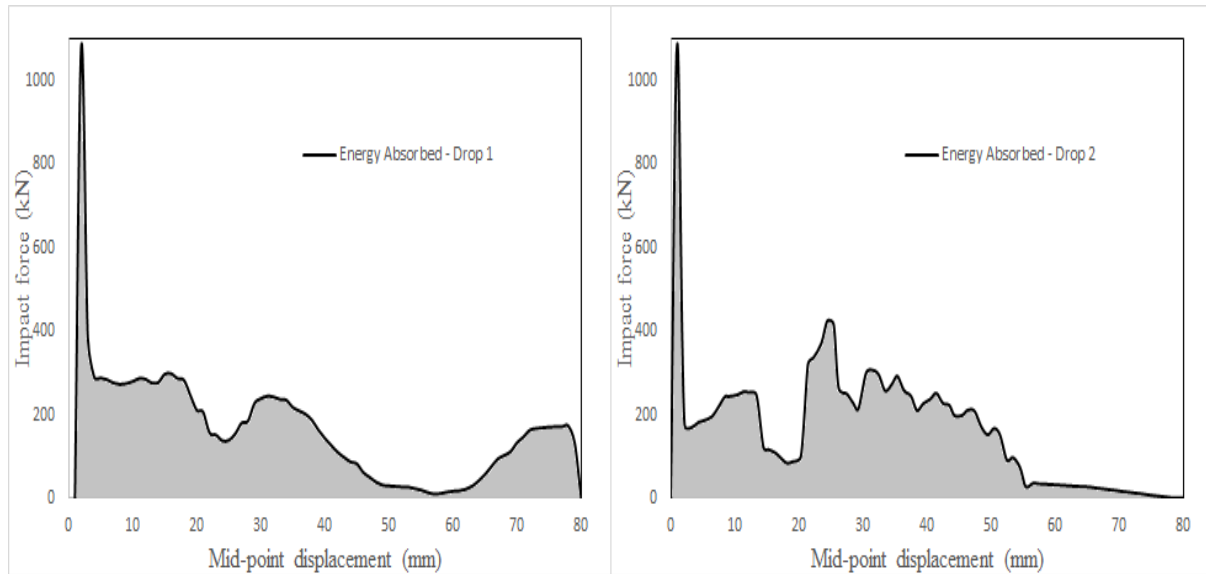 Impact force (kN)
1000
800
600
400
200
0
Energy Absorbed - Drop 1
0 10 20 30 40 50 60 70 80
Mid-point displacement (mm)
Impact force (kN)
1000
800
600
400
200
0
Energy Absorbed - Drop 2
0 10 20 30 40 50 60 70 80
Mid-point displacement (mm)